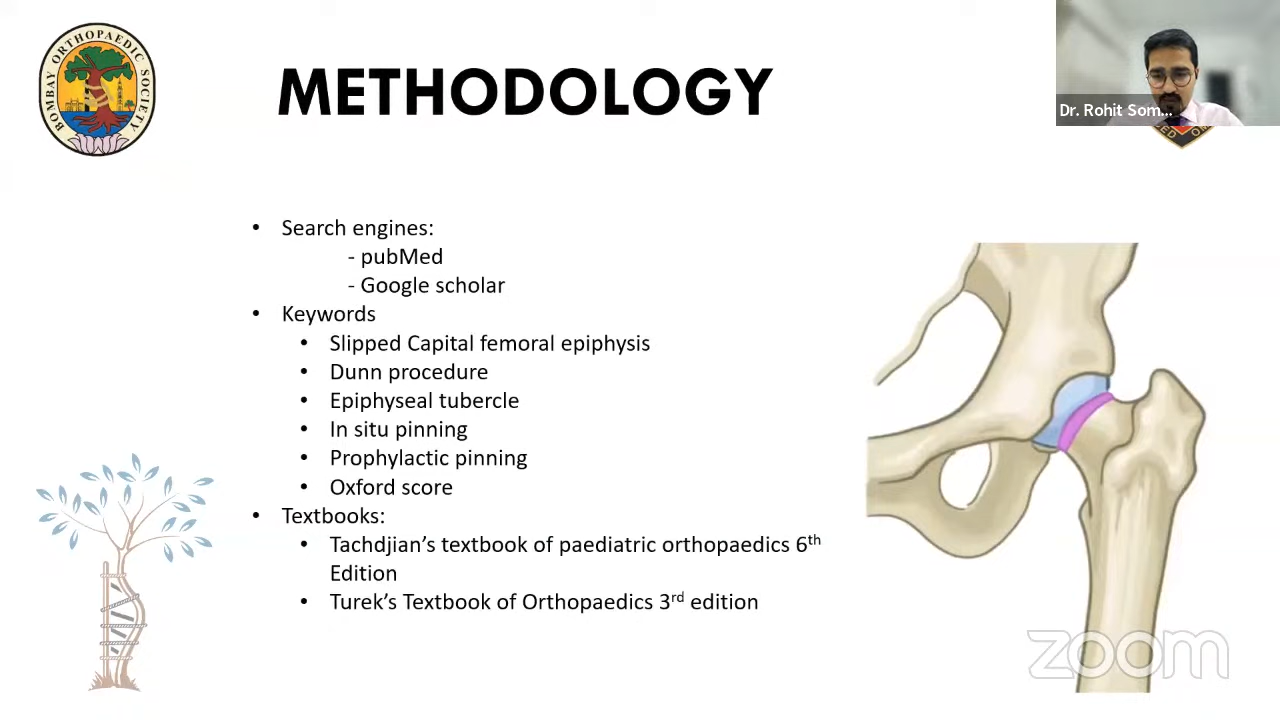 BOMBAY ORTHOPAEDIC SOCIETY
METHODOLOGY
Dr. Rohit Som...
• Search engines:
- pubMed
- Google scholar
• Keywords
• Slipped Capital femoral epiphysis
• Dunn procedure
• Epiphyseal tubercle
• In situ pinning
• Prophylactic pinning
• Oxford score
• Textbooks:
• Tachdjian’s textbook of paediatric orthopaedics 6th
Edition
• Turek’s Textbook of Orthopaedics 3rd edition
zoom